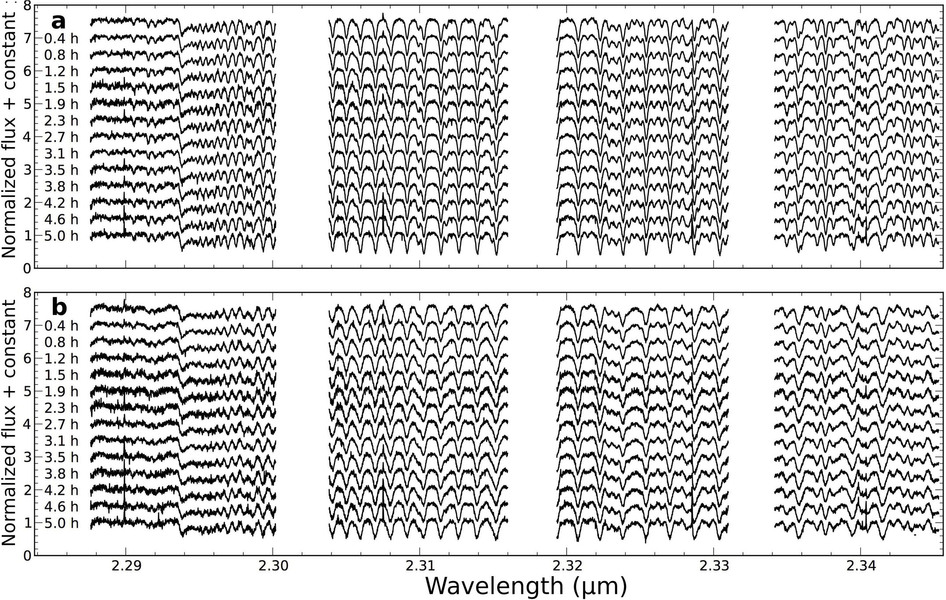 a
Normalized flux + constant
8
7
6
5
4
3
2
1
0
0.4 h
0.8 h
1.2 h
1.5 h
1.9 h
2.3 h
2.7 h
3.1 h
3.5 h
3.8 h
4.2 h
4.6 h
5.0 h
b
Normalized flux + constant
8
7
6
5
4
3
2
1
0
0.4 h
0.8 h
1.2 h
1.5 h
1.9 h
2.3 h
2.7 h
3.1 h
3.5 h
3.8 h
4.2 h
4.6 h
5.0 h
2.29 2.30 2.31 2.32 2.33 2.34
Wavelength (μm)